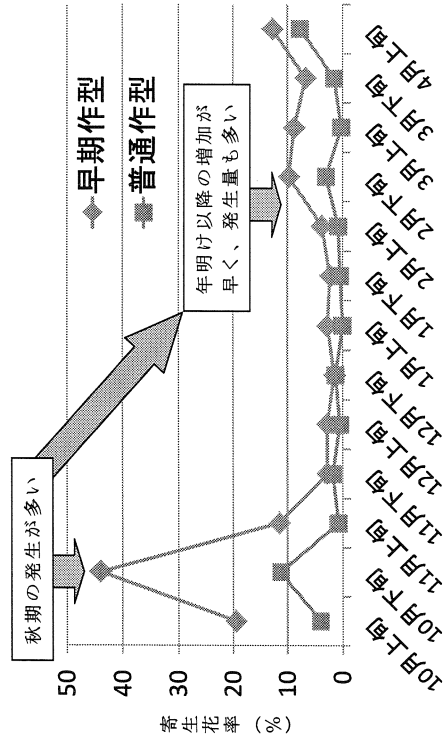 秋期の発生が多い
年明け以降の増加が
早く、発生量も多い
早期作型
普通作型
寄生花率(%)
50
40
30
20
10
0
10月上旬
10月下旬
11月上旬
11月下旬
12月上旬
12月下旬
1月上旬
1月下旬
2月上旬
2月下旬
3月上旬
3月下旬
4月上旬